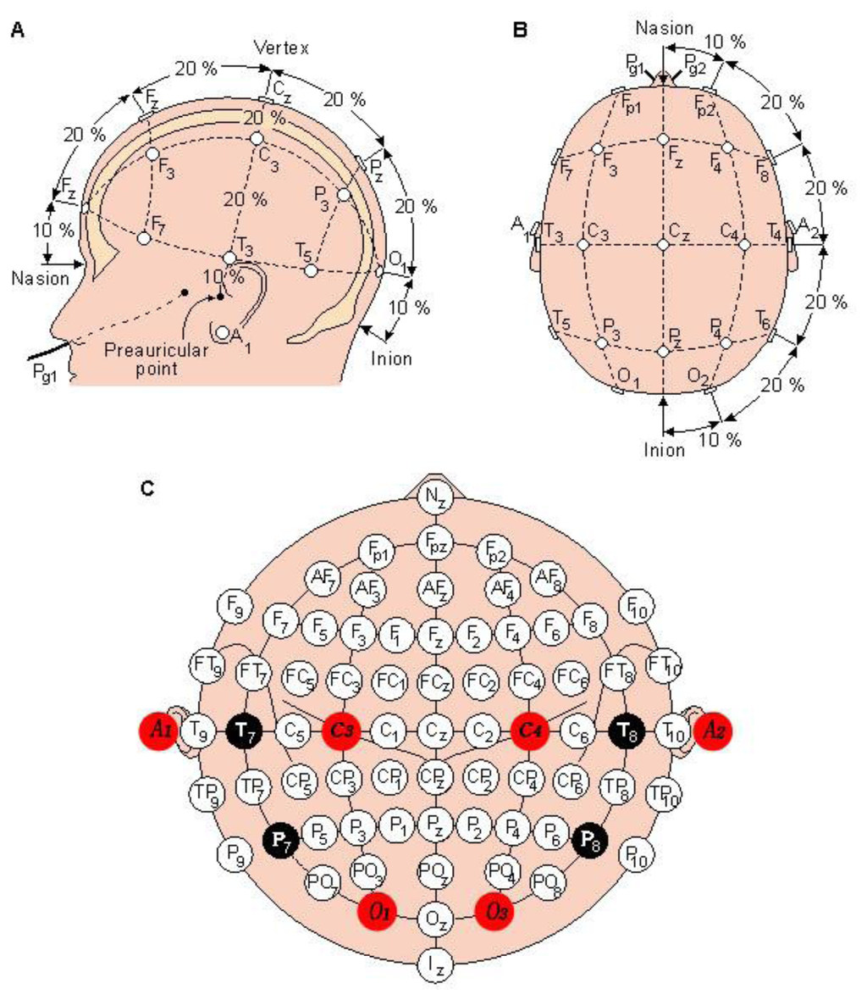 A
Vertex
20 %
20 %
Fz
Cz
20 %
20 %
F3
C3
Pz
P3
20 %
20 %
Fz
10 %
F7
T3
T5
O1
10 %
10 %
Nasion
A1
Preauricular
point
Inion
Pg1
B
Nasion
10 %
Pg1
Pg2
Fp1
Fp2
20 %
F7
F3
Fz
F4
F8
20 %
A1
T3
C3
Cz
C4
T4
A2
20 %
T5
P3
Pz
P4
T6
O1
O2
20 %
10 %
Inion
C
Nz
Fp1
Fpz
Fp2
AF7
AF3
AFz
AF4
AF8
F9
F7
F5
F3
F1
Fz
F2
F4
F6
F8
F10
FT9
FT7
FC5
FC3
FC1
FCz
FC2
FC4
FC6
FT8
FT10
A1
T9
T7
C5
C3
C1
Cz
C2
C4
C6
T8
T10
A2
TP9
TP7
CP5
CP3
CP1
CPz
CP2
CP4
CP6
TP8
TP10
P9
P7
P5
P3
P1
Pz
P2
P4
P6
P8
P10
PO7
PO3
POz
PO4
PO8
O1
Oz
O3
Iz